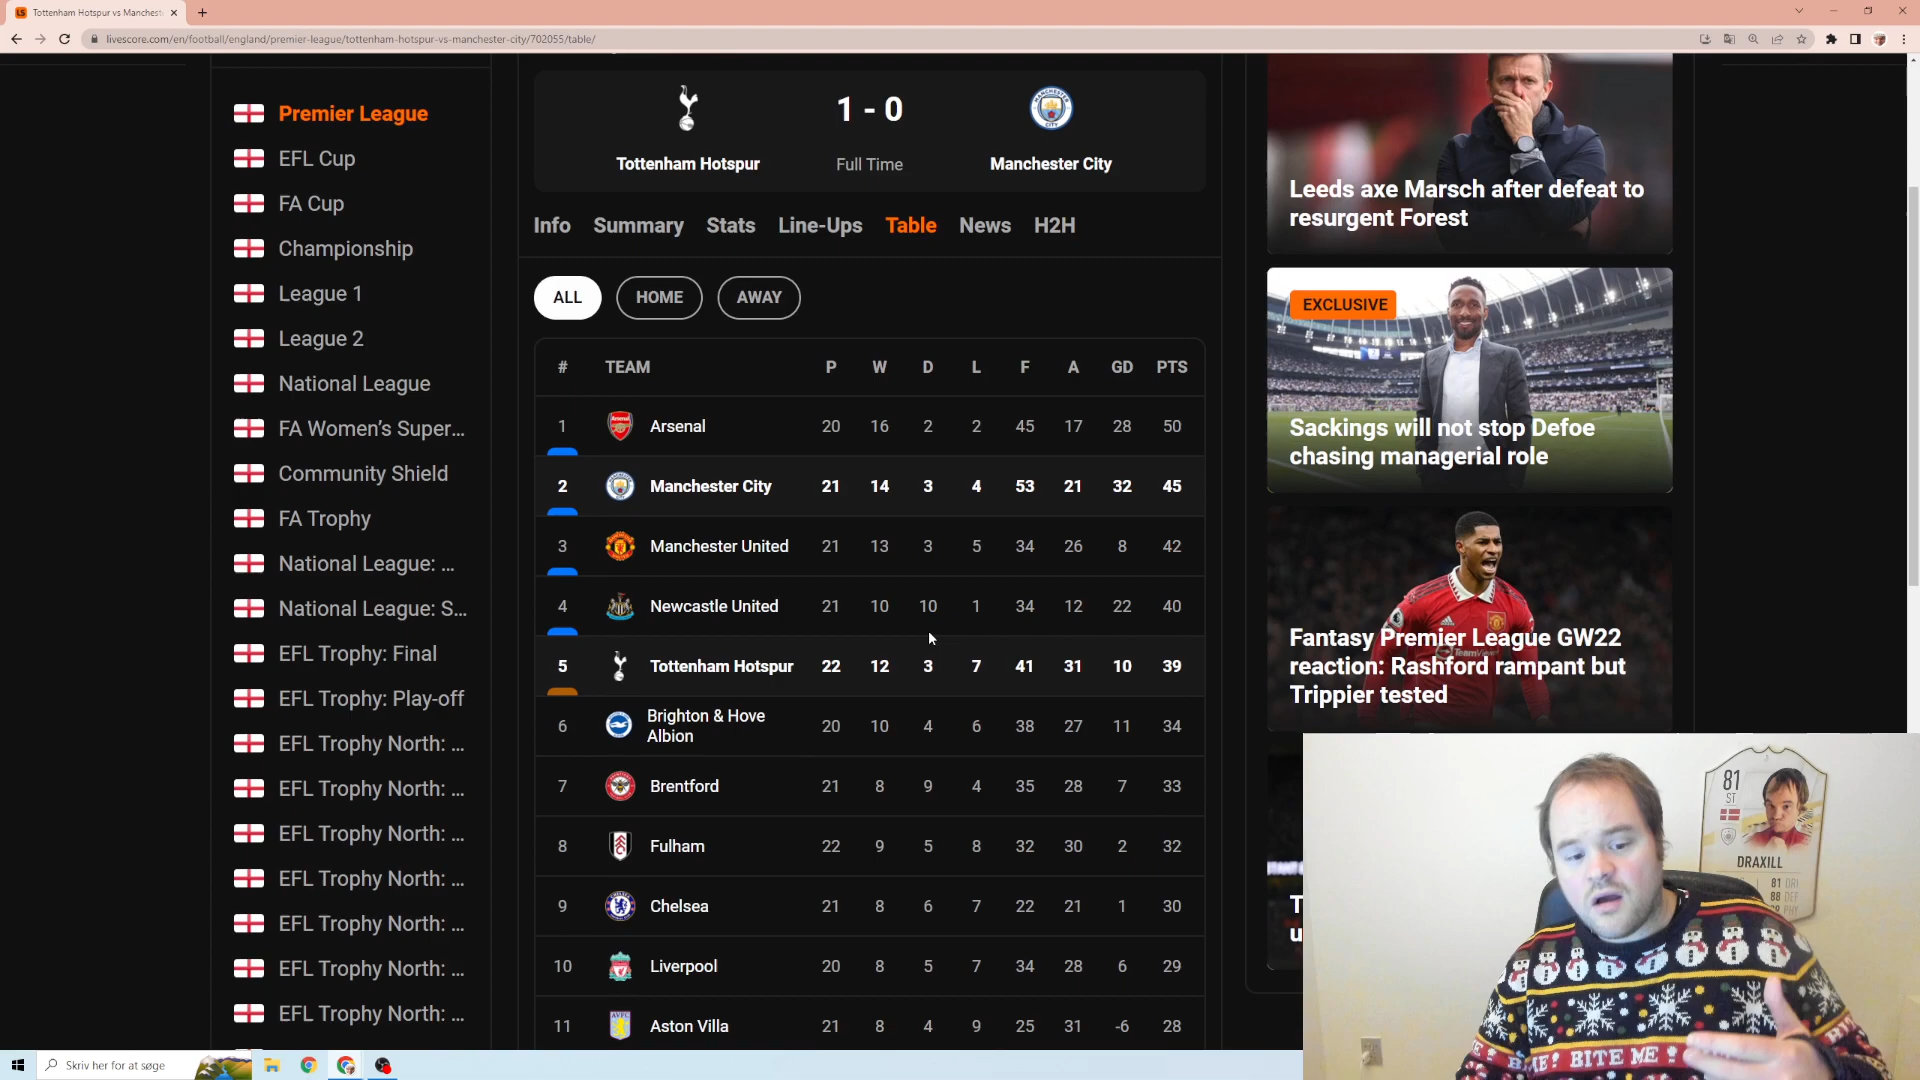 Tottenham Hotspur vs Manchest
livescore.com/en/football/england/premier-league/tottenham-hotspur-vs-manchester-city/702055/table/
Premier League
EFL Cup
FA Cup
Championship
League 1
League 2
National League
FA Women's Super...
Community Shield
FA Trophy
National League: ...
National League: S...
EFL Trophy: Final
EFL Trophy: Play-off
EFL Trophy North: ...
EFL Trophy North: ...
EFL Trophy North: ...
EFL Trophy North: ...
EFL Trophy North: ...
EFL Trophy North: ...
EFL Trophy North: ...
1 - 0
Tottenham Hotspur Full Time Manchester City
Info Summary Stats Line-Ups Table News H2H
ALL HOME AWAY
# TEAM P W D L F A GD PTS
1 Arsenal 20 16 2 2 45 17 28 50
2 Manchester City 21 14 3 4 53 21 32 45
3 Manchester United 21 13 3 5 34 26 8 42
4 Newcastle United 21 10 10 1 34 12 22 40
5 Tottenham Hotspur 22 12 3 7 41 31 10 39
6 Brighton & Hove Albion 20 10 4 6 38 27 11 34
7 Brentford 21 8 9 4 35 28 7 33
8 Fulham 22 9 5 8 32 30 2 32
9 Chelsea 21 8 6 7 22 21 1 30
10 Liverpool 20 8 5 7 34 28 6 29
11 Aston Villa 21 8 4 9 25 31 -6 28
Leeds axe Marsch after defeat to
resurgent Forest
EXCLUSIVE
Sackings will not stop Defoe
chasing managerial role
TeamViewer
Fantasy Premier League GW22
reaction: Rashford rampant but
Trippier tested
T
u
81
ST
DRAXILL
81 DRI
88 DEF
PHY
BITE ME !
Skriv her for at søge